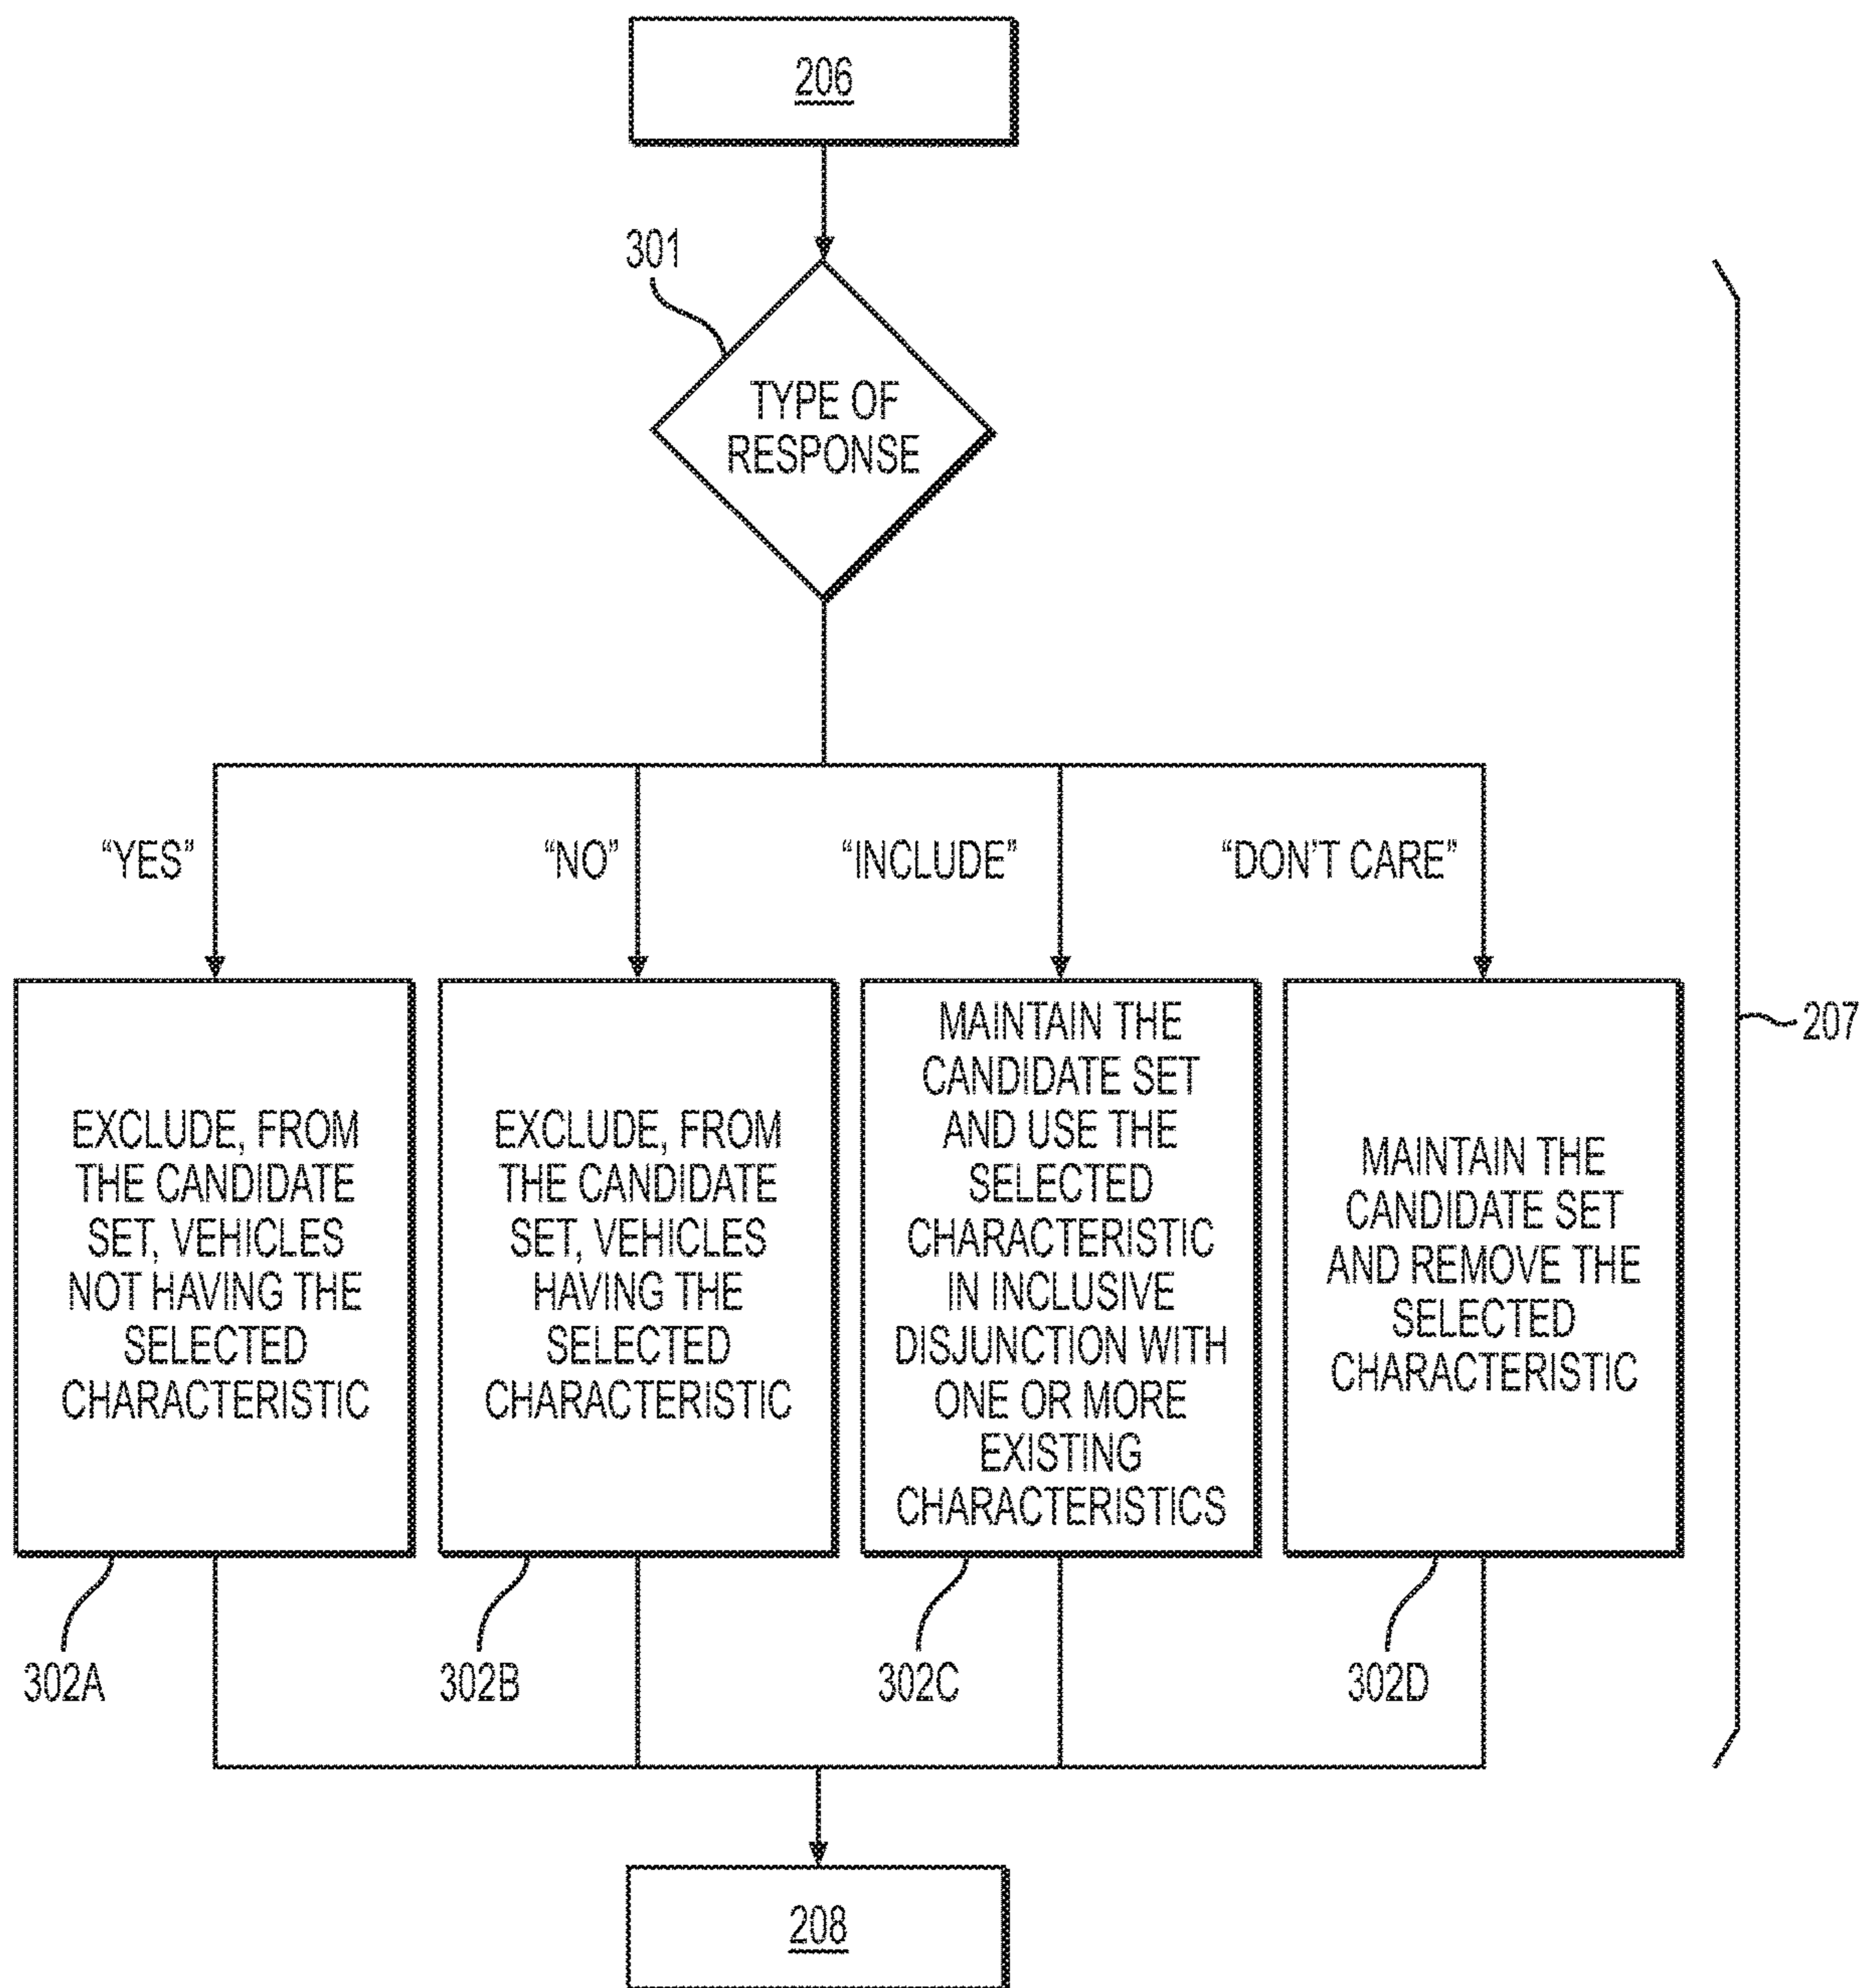 206
301
TYPE OF
RESPONSE
“YES”
“NO”
“INCLUDE”
“DON'T CARE”
EXCLUDE, FROM
THE CANDIDATE
SET, VEHICLES
NOT HAVING THE
SELECTED
CHARACTERISTIC
EXCLUDE, FROM
THE CANDIDATE
SET, VEHICLES
HAVING THE
SELECTED
CHARACTERISTIC
MAINTAIN THE
CANDIDATE SET
AND USE THE
SELECTED
CHARACTERISTIC
IN INCLUSIVE
DISJUNCTION WITH
ONE OR MORE
EXISTING
CHARACTERISTICS
MAINTAIN THE
CANDIDATE SET
AND REMOVE THE
SELECTED
CHARACTERISTIC
207
302A
302B
302C
302D
208